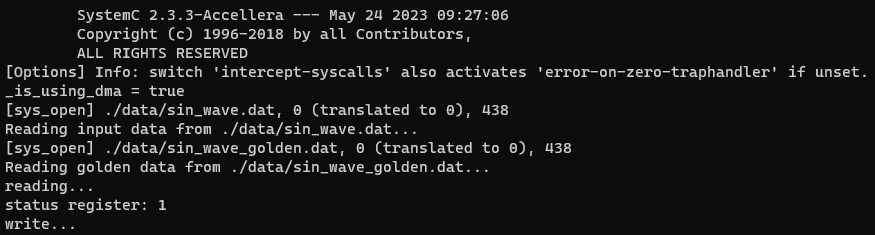 SystemC 2.3.3-Accellera --- May 24 2023 09:27:06
Copyright (c) 1996-2018 by all Contributors,
ALL RIGHTS RESERVED
[Options] Info: switch 'intercept-syscalls' also activates 'error-on-zero-traphandler' if unset.
_is_using_dma = true
[sys_open] ./data/sin_wave.dat, 0 (translated to 0), 438
Reading input data from ./data/sin_wave.dat...
[sys_open] ./data/sin_wave_golden.dat, 0 (translated to 0), 438
Reading golden data from ./data/sin_wave_golden.dat...
reading...
status register: 1
write...